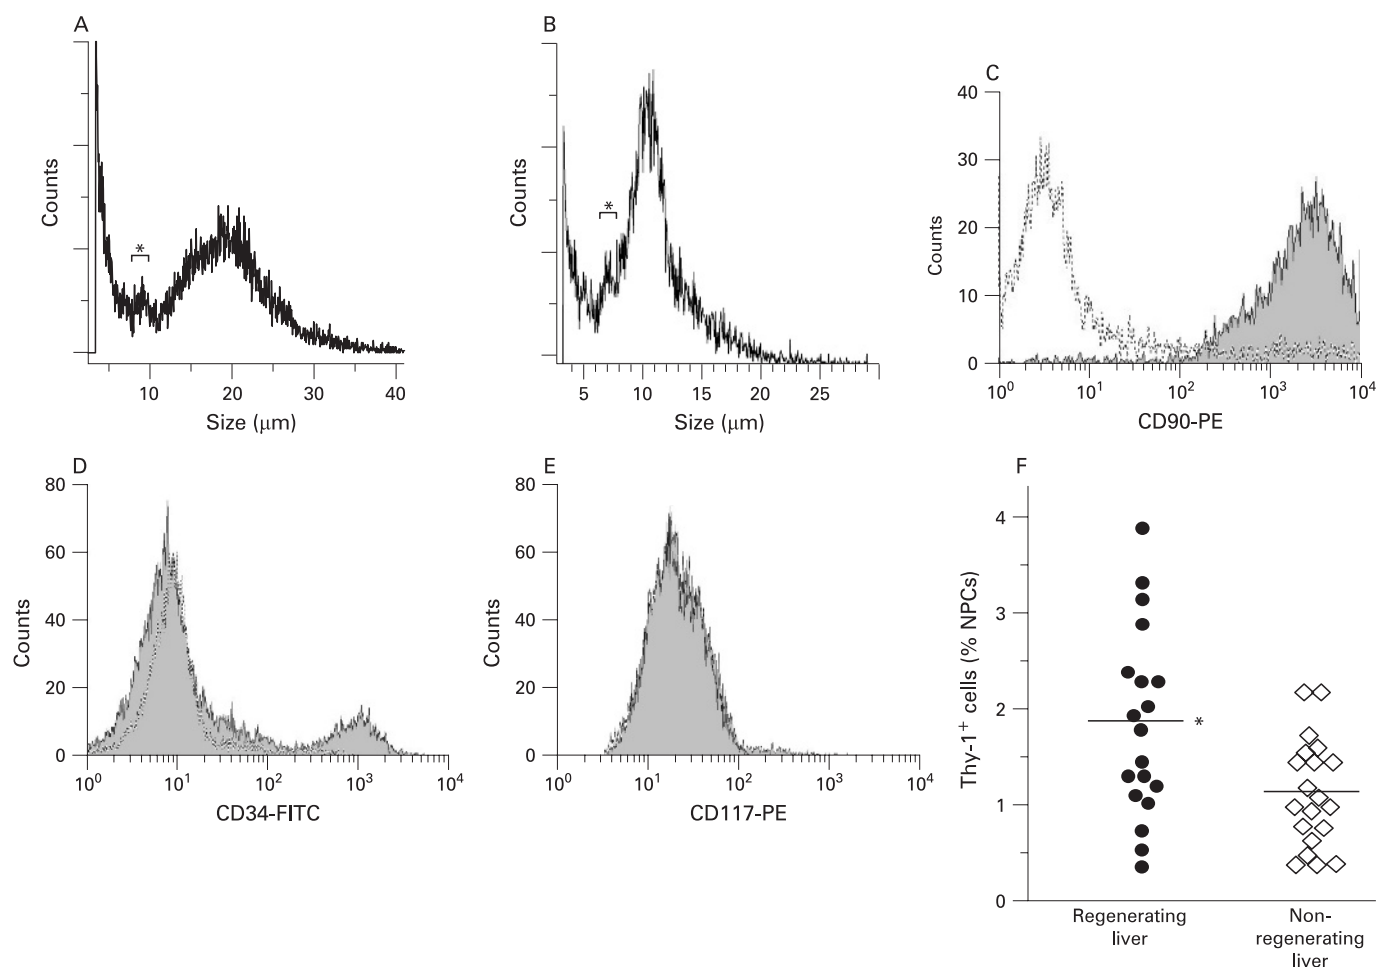 A
Counts
*
10
20
30
40
Size (μm)
B
Counts
*
5
10
15
20
25
Size (μm)
C
40
30
20
10
0
Counts
10⁰
10¹
10²
10³
10⁴
CD90-PE
D
80
60
40
20
0
Counts
10⁰
10¹
10²
10³
10⁴
CD34-FITC
E
80
60
40
20
0
Counts
10⁰
10¹
10²
10³
10⁴
CD117-PE
F
4
3
2
1
0
Thy-1⁺ cells (% NPCs)
*
Regenerating
liver
Non-
regenerating
liver